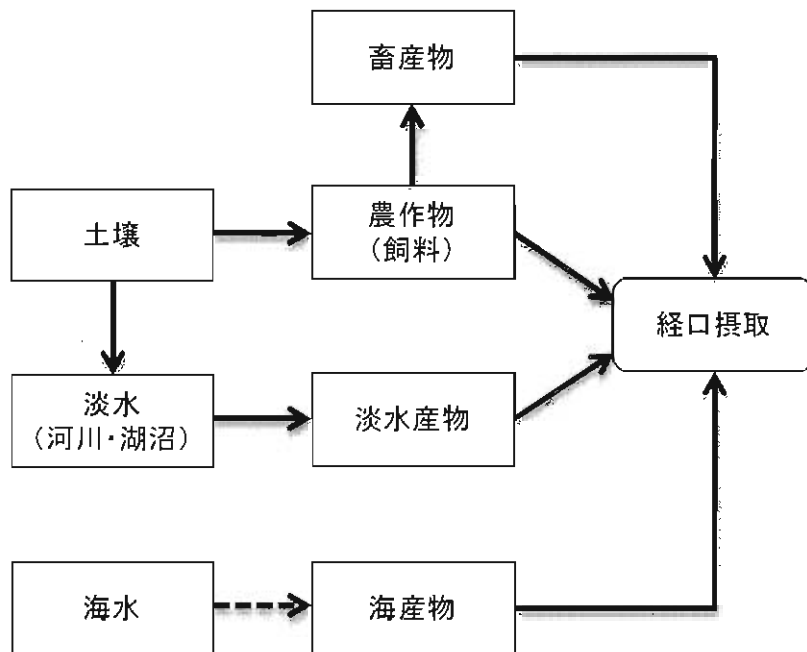 畜産物
土壌
農作物
（飼料）
経口摂取
淡水
（河川・湖沼）
淡水産物
海水
海産物